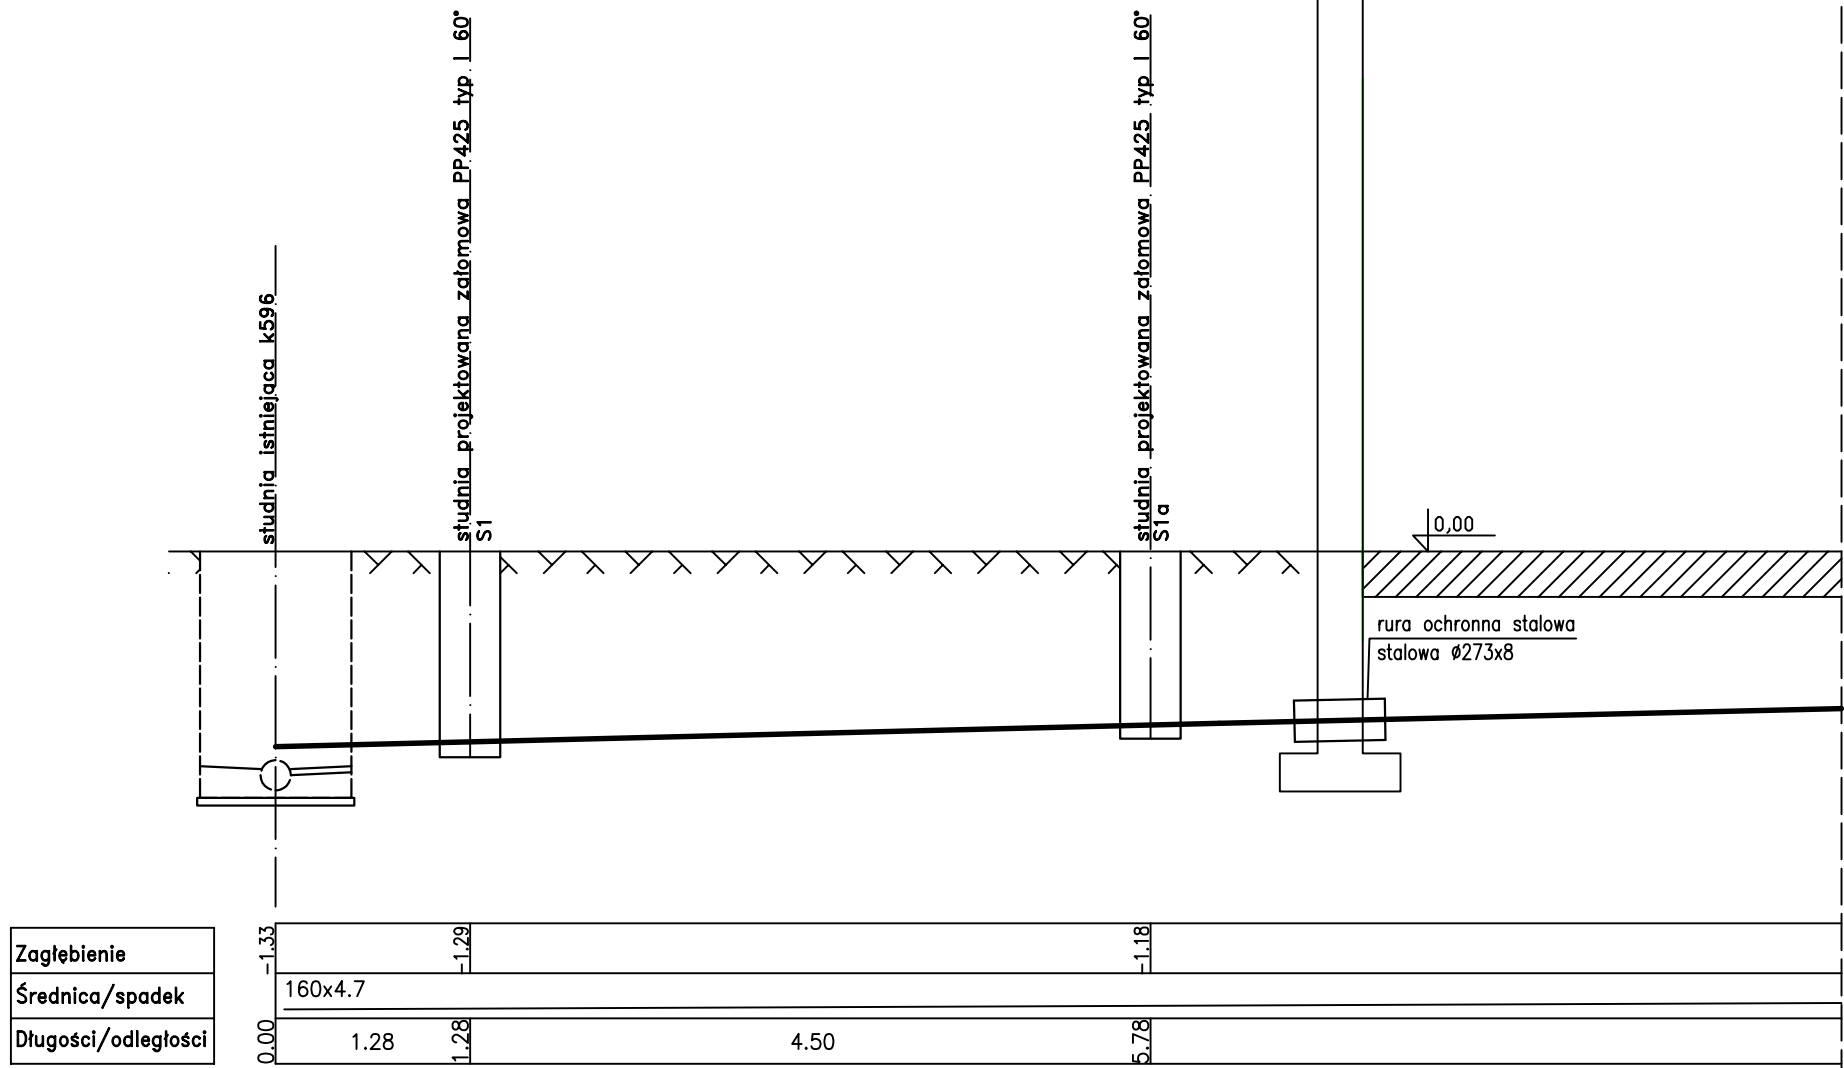 studnia istniejąca k596
studnia projektowana załomowa PP425 typ I 60°
S1
studnia projektowana załomowa PP425 typ I 60°
S1a
0,00
rura ochronna stalowa
stalowa Ø273x8
Zagłębienie
-1.33
-1.29
-1.18
Średnica/spadek
160x4.7
Długości/odległości
0.00
1.28
1.28
4.50
5.78